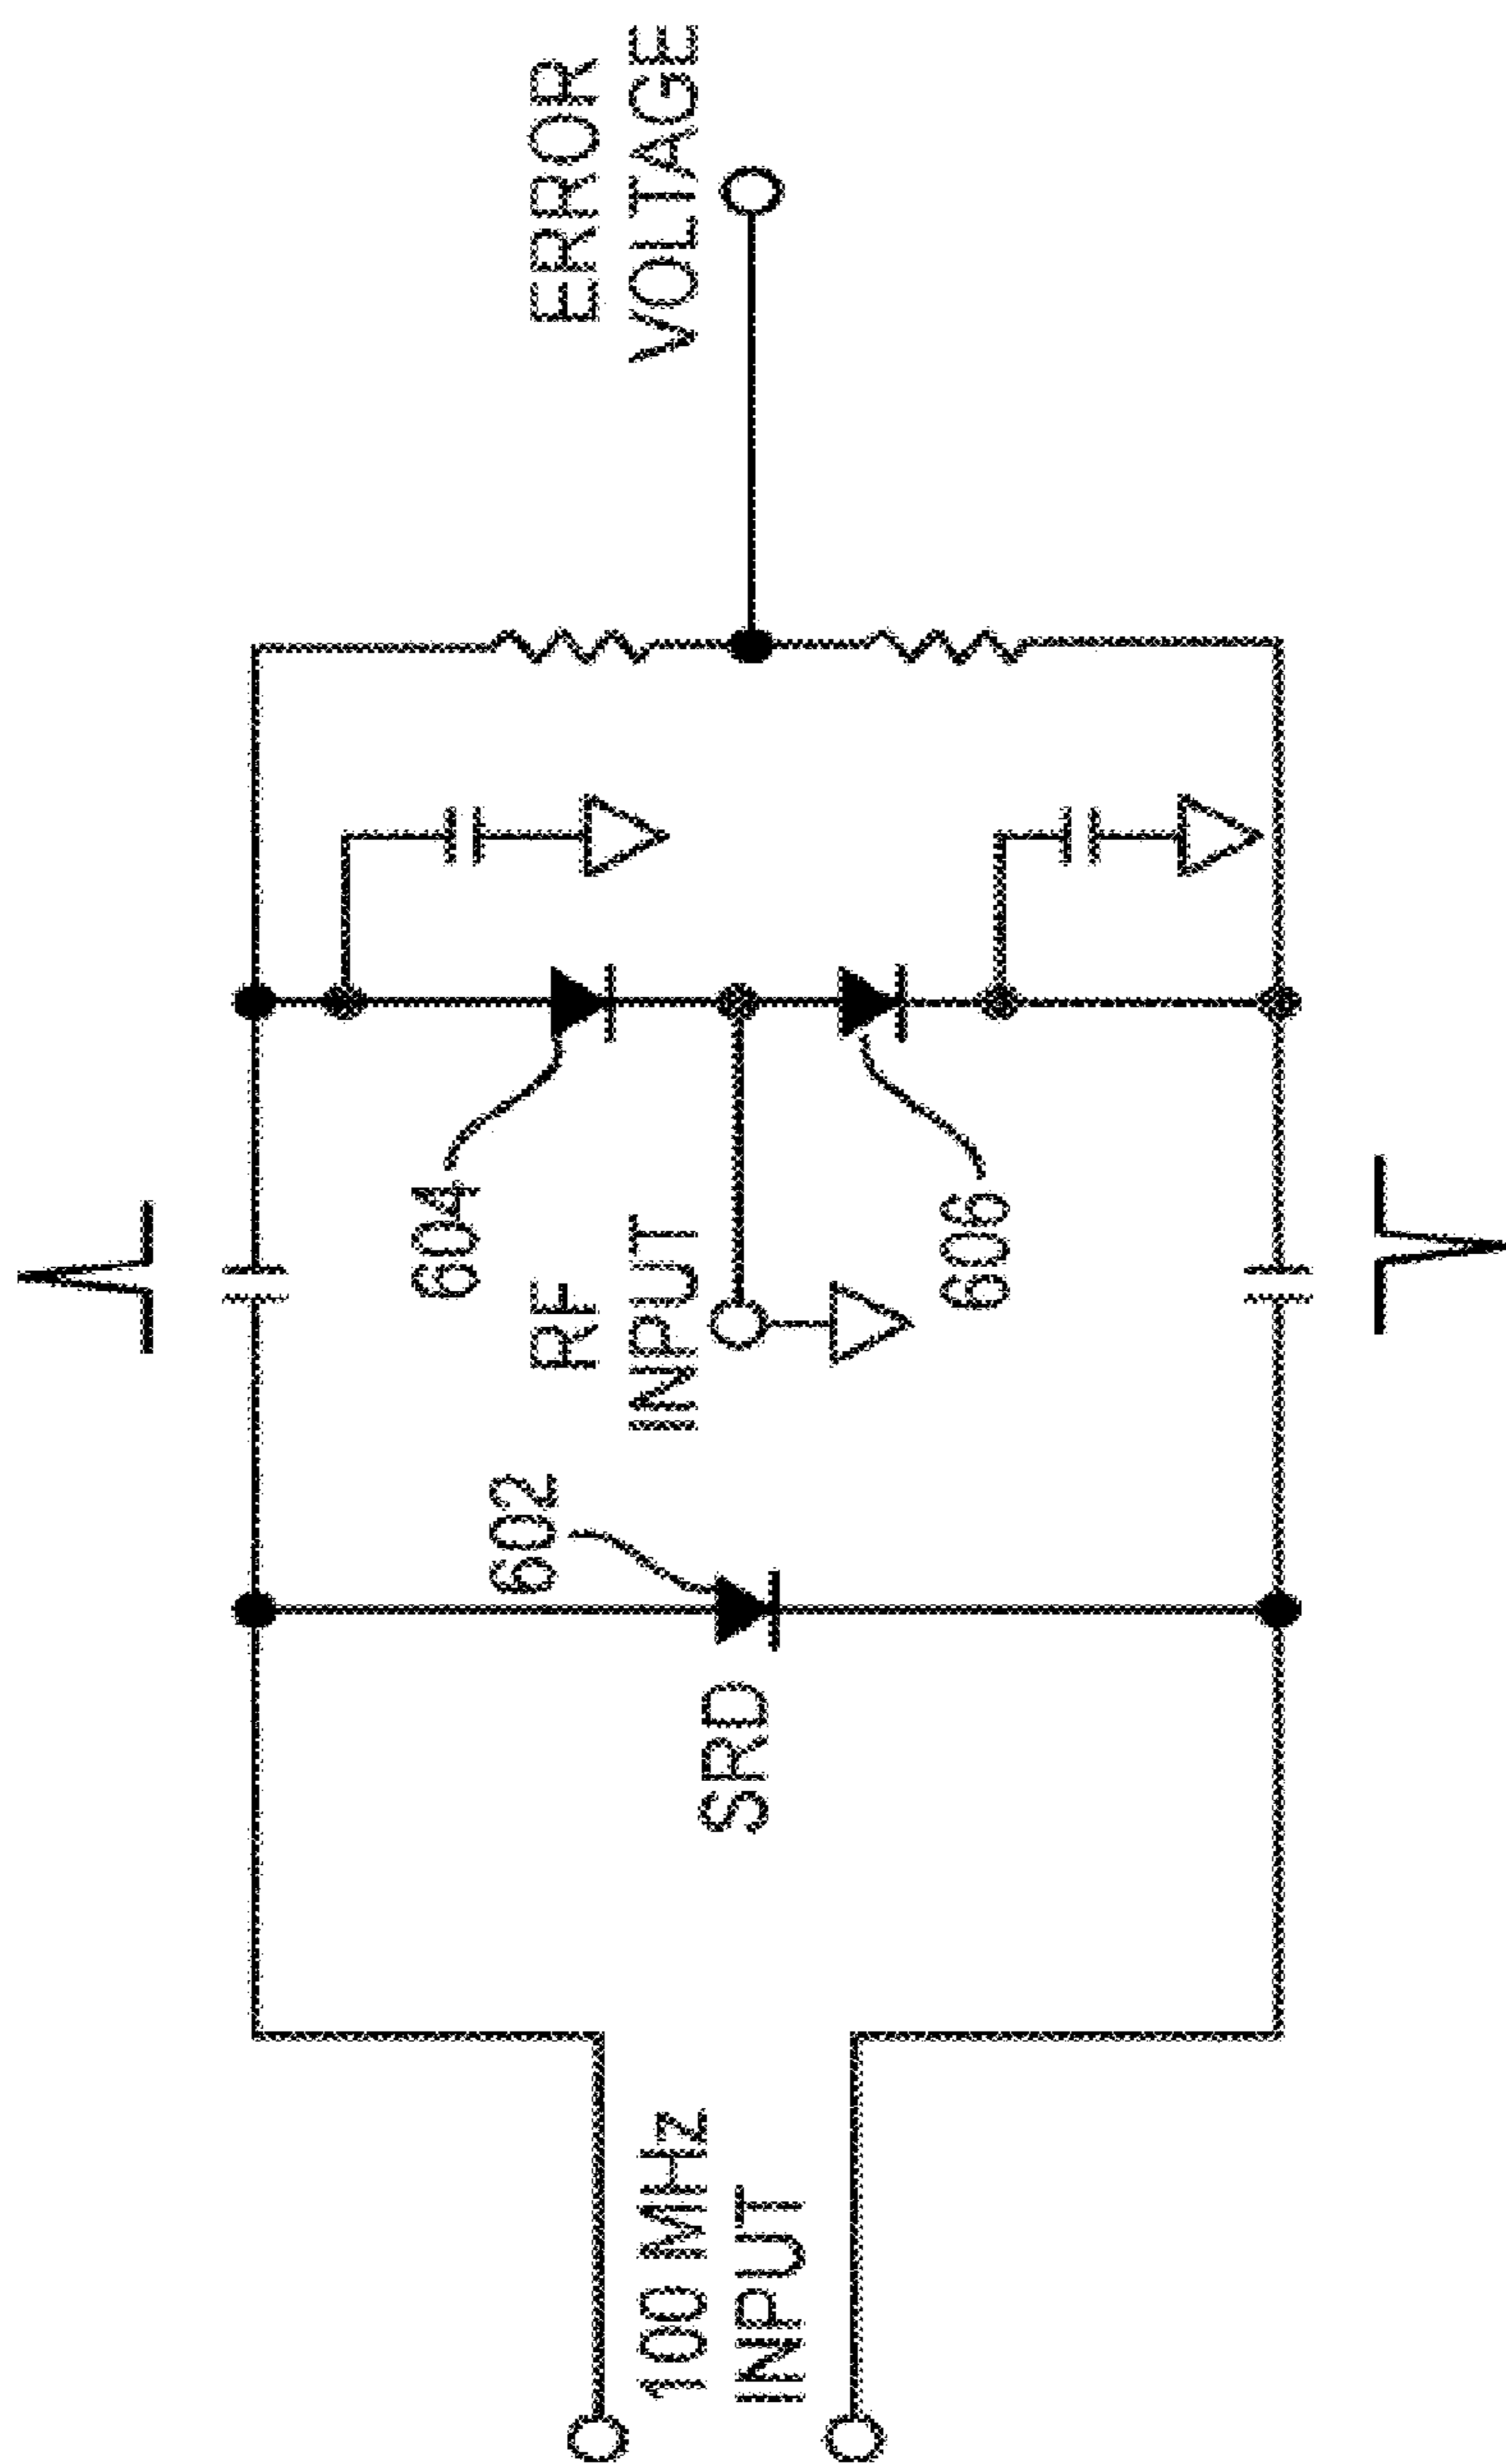 100 MHz
INPUT
SRD
602
604
RF
INPUT
606
ERROR
VOLTAGE